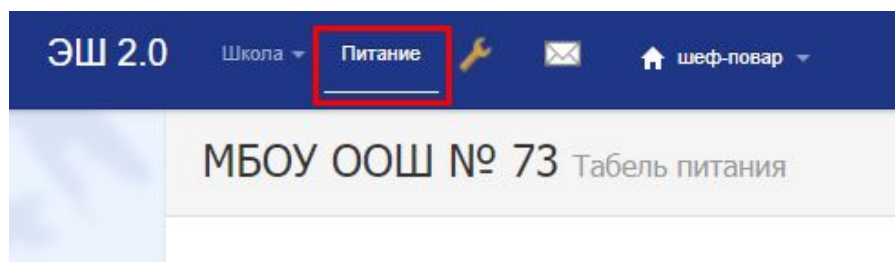 ЭШ 2.0 Школа Питание шеф-повар
МБОУ ООШ № 73 Табель питания